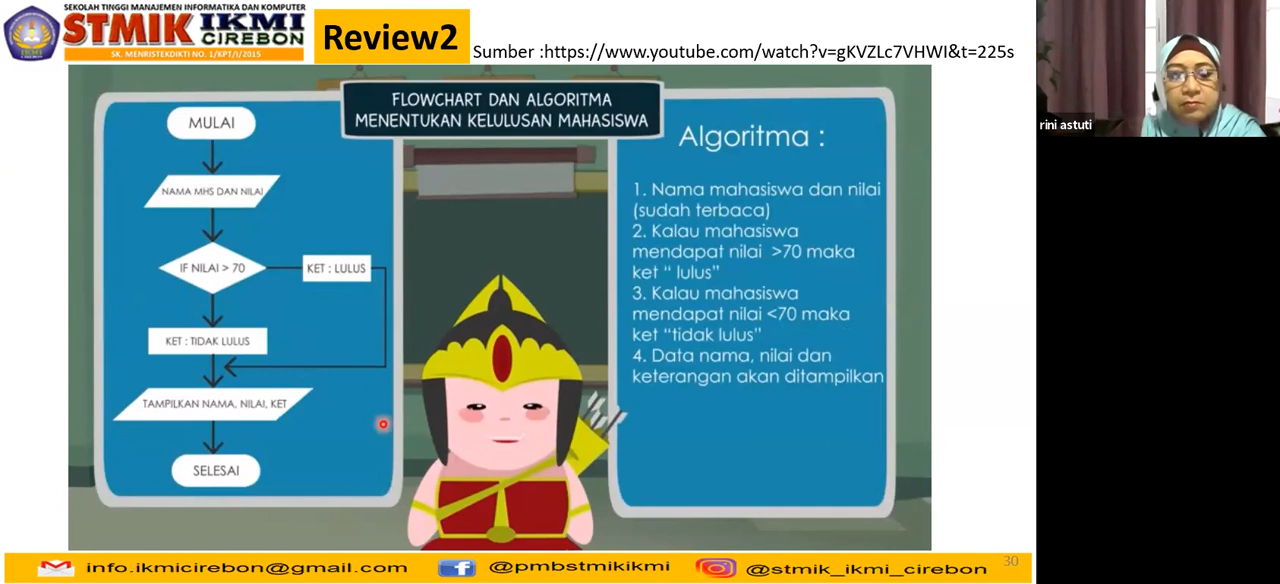 SEKOLAH TINGGI MANAJEMEN INFORMATIKA DAN KOMPUTER
STMIK IKMI
CIREBON
SK. MENRISTEKDIKTI NO. 1/KPT/I/2015
Review2
Sumber :https://www.youtube.com/watch?v=gKVZLc7VHWI&t=225s
rini astuti
FLOWCHART DAN ALGORITMA
MENENTUKAN KELULUSAN MAHASISWA
MULAI
NAMA MHS DAN NILAI
IF NILAI > 70
KET : LULUS
KET : TIDAK LULUS
TAMPILKAN NAMA, NILAI, KET
SELESAI
Algoritma :
1. Nama mahasiswa dan nilai
(sudah terbaca)
2. Kalau mahasiswa
mendapat nilai >70 maka
ket " lulus"
3. Kalau mahasiswa
mendapat nilai <70 maka
ket "tidak lulus"
4. Data nama, nilai dan
keterangan akan ditampilkan
info.ikmicirebon@gmail.com
@pmbstmikikmi
@stmik_ikmi_cirebon
30